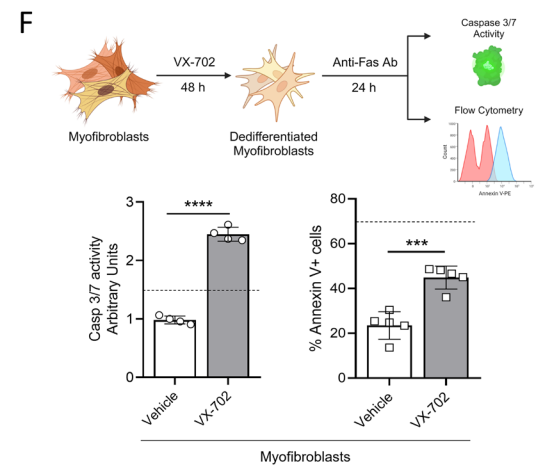 F
VX-702
48 h
Anti-Fas Ab
24 h
Caspase 3/7
Activity
Flow Cytometry
Myofibroblasts
Dedifferentiated
Myofibroblasts
Count
Annexin V-PE
Casp 3/7 activity
Arbitrary Units
3
2
1
0
****
Vehicle
VX-702
% Annexin V+ cells
80
60
40
20
0
***
Vehicle
VX-702
Myofibroblasts